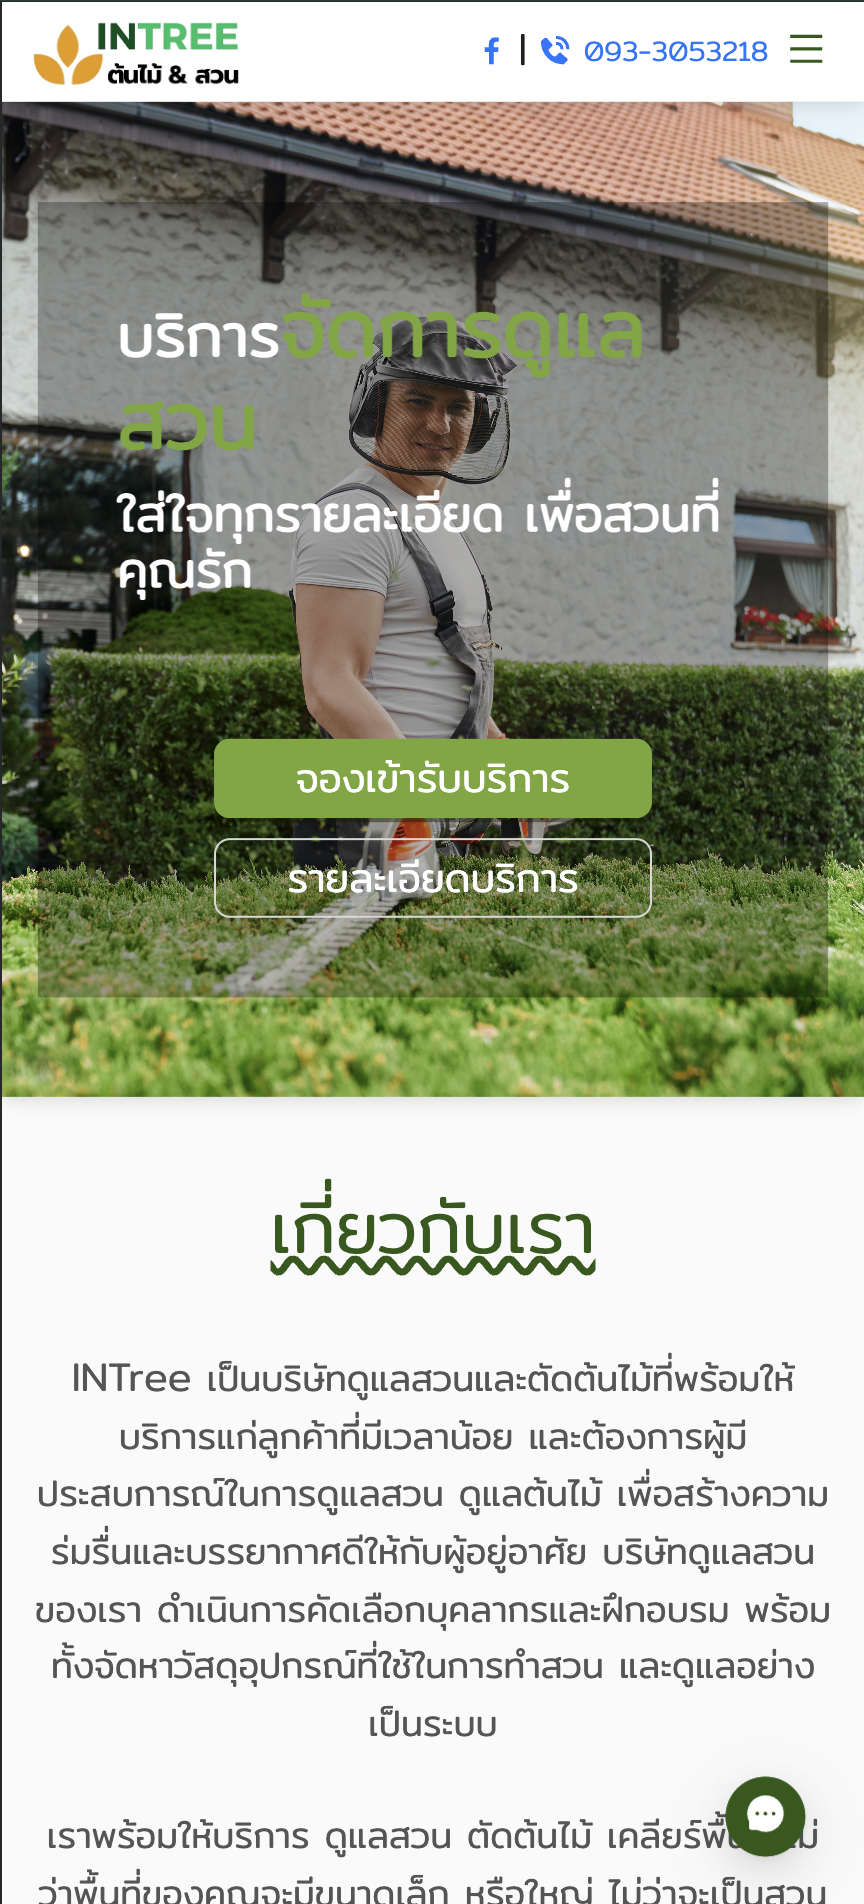 INTREE
ต้นไม้ & สวน
093-3053218
บริการจัดการดูแล
สวน
ใส่ใจทุกรายละเอียด เพื่อสวนที่
คุณรัก
จองเข้ารับบริการ
รายละเอียดบริการ
เกี่ยวกับเรา
INTree เป็นบริษัทดูแลสวนและตัดต้นไม้ที่พร้อมให้
บริการแก่ลูกค้าที่มีเวลาน้อย และต้องการผู้มี
ประสบการณ์ในการดูแลสวน ดูแลต้นไม้ เพื่อสร้างความ
ร่มรื่นและบรรยากาศดีให้กับผู้อยู่อาศัย บริษัทดูแลสวน
ของเรา ดำเนินการคัดเลือกบุคลากรและฝึกอบรม พร้อม
ทั้งจัดหาวัสดุอุปกรณ์ที่ใช้ในการทำสวน และดูแลอย่าง
เป็นระบบ
เราพร้อมให้บริการ ดูแลสวน ตัดต้นไม้ เคลียร์พื้
ว่าพื้นที่ของคุณจะมีขนาดเล็ก หรือใหญ่ ไม่ว่าจะเป็นสวน